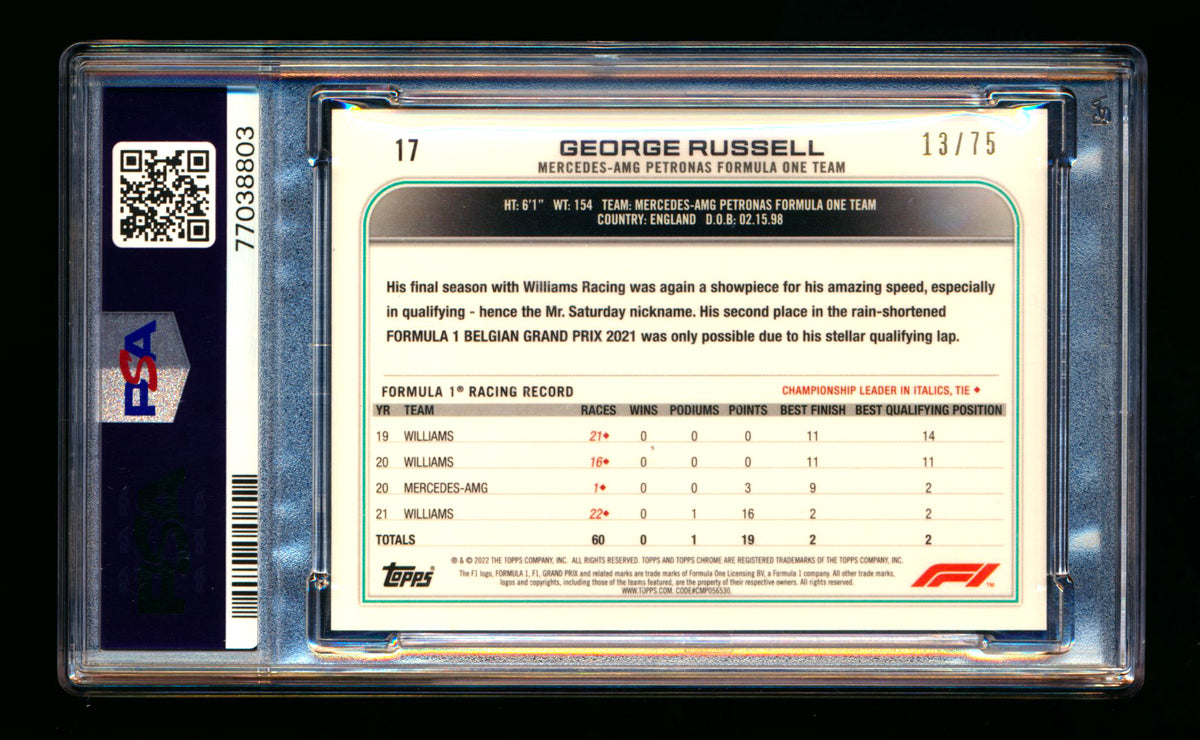 77038803
PSA
17
GEORGE RUSSELL
13/75
MERCEDES-AMG PETRONAS FORMULA ONE TEAM
HT: 6'1" WT: 154 TEAM: MERCEDES-AMG PETRONAS FORMULA ONE TEAM
COUNTRY: ENGLAND D.O.B: 02.15.98
His final season with Williams Racing was again a showpiece for his amazing speed, especially
in qualifying - hence the Mr. Saturday nickname. His second place in the rain-shortened
FORMULA 1 BELGIAN GRAND PRIX 2021 was only possible due to his stellar qualifying lap.
FORMULA 1® RACING RECORD CHAMPIONSHIP LEADER IN ITALICS, TIE ♦
YR TEAM RACES WINS PODIUMS POINTS BEST FINISH BEST QUALIFYING POSITION
19 WILLIAMS 21♦ 0 0 0 11 14
20 WILLIAMS 16♦ 0 0 0 11 11
20 MERCEDES-AMG 1♦ 0 0 3 9 2
21 WILLIAMS 22♦ 0 1 16 2 2
TOTALS 60 0 1 19 2 2
® & © 2022 THE TOPPS COMPANY, INC. ALL RIGHTS RESERVED. TOPPS AND TOPPS CHROME ARE REGISTERED TRADEMARKS OF THE TOPPS COMPANY, INC.
The F1 logo, FORMULA 1, F1, GRAND PRIX and related marks are trade marks of Formula One Licensing BV, a Formula 1 company. All other trade marks,
logos and copyrights, including those of the teams featured, are the property of their respective owners. All rights reserved.
WWW.TOPPS.COM. CODE#CMP056530.
Topps®
F1™